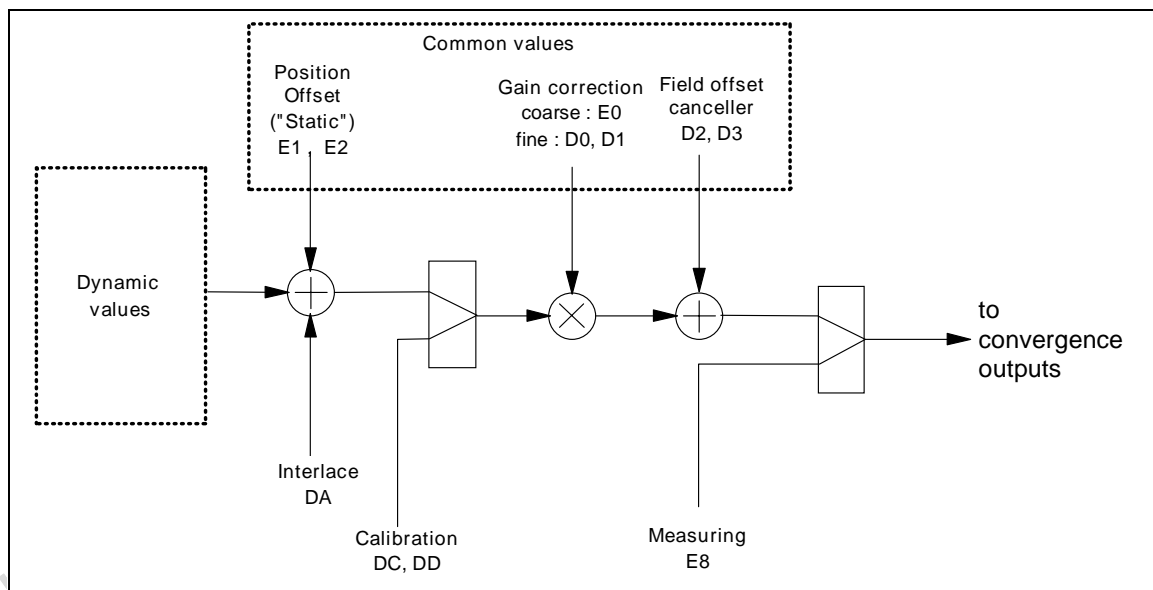 Common values
Position
Offset
("Static")
E1 , E2
Gain correction
coarse : E0
fine : D0, D1
Field offset
canceller
D2, D3
Dynamic
values
to
convergence
outputs
Interlace
DA
Calibration
DC, DD
Measuring
E8